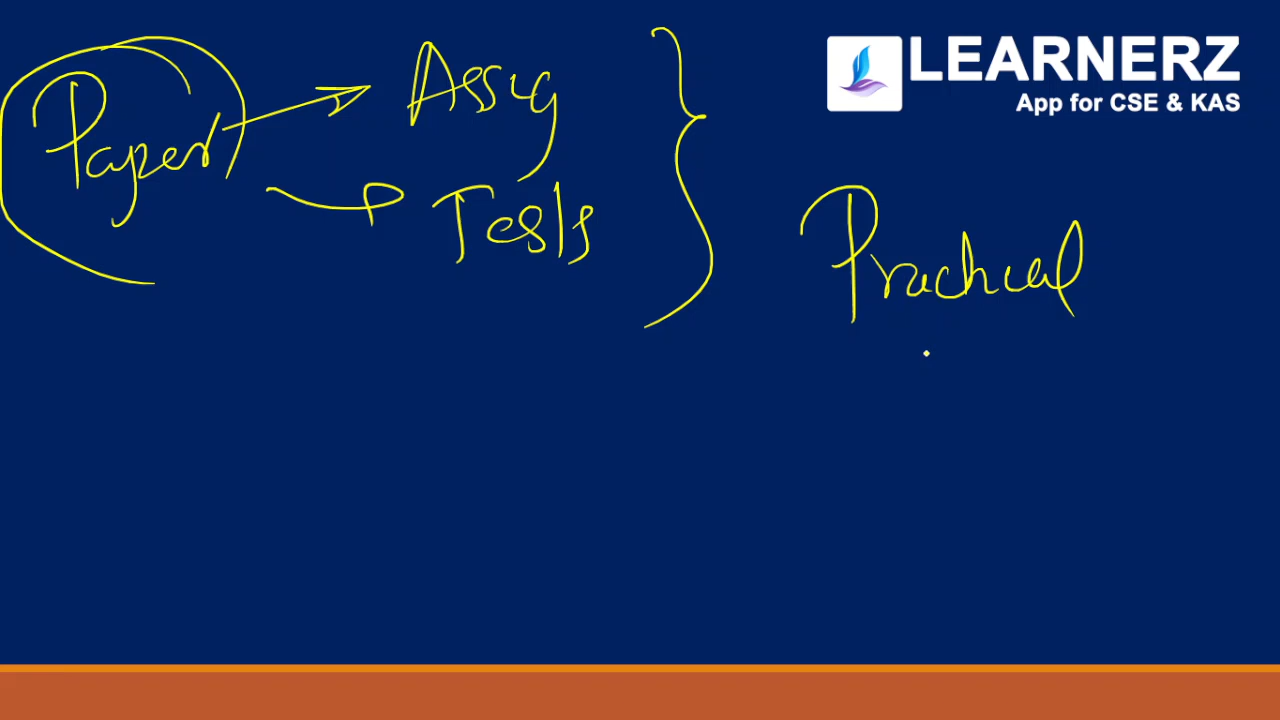 LEARNERZ
App for CSE & KAS
Paper
Assig
Tests
Practical